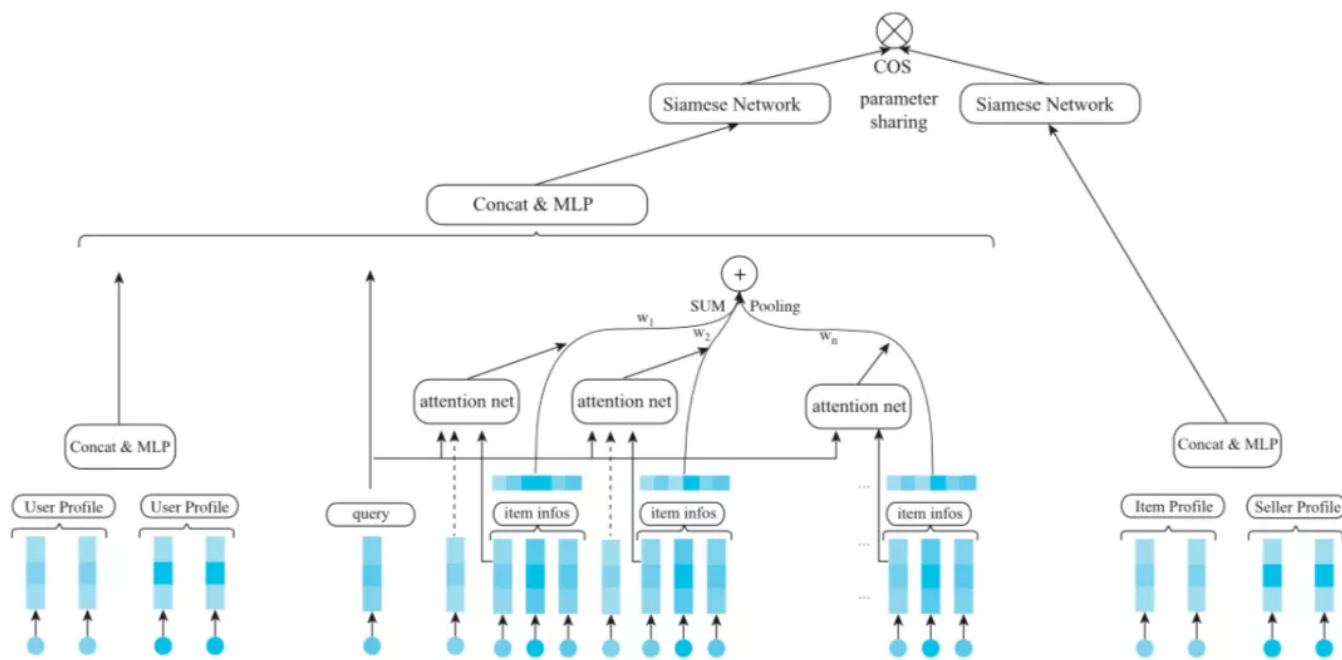 COS
Siamese Network
parameter
sharing
Siamese Network
Concat & MLP
+
SUM Pooling
w1
w2
wn
attention net
attention net
attention net
Concat & MLP
Concat & MLP
User Profile
User Profile
query
item infos
item infos
...
item infos
Item Profile
Seller Profile
...
...